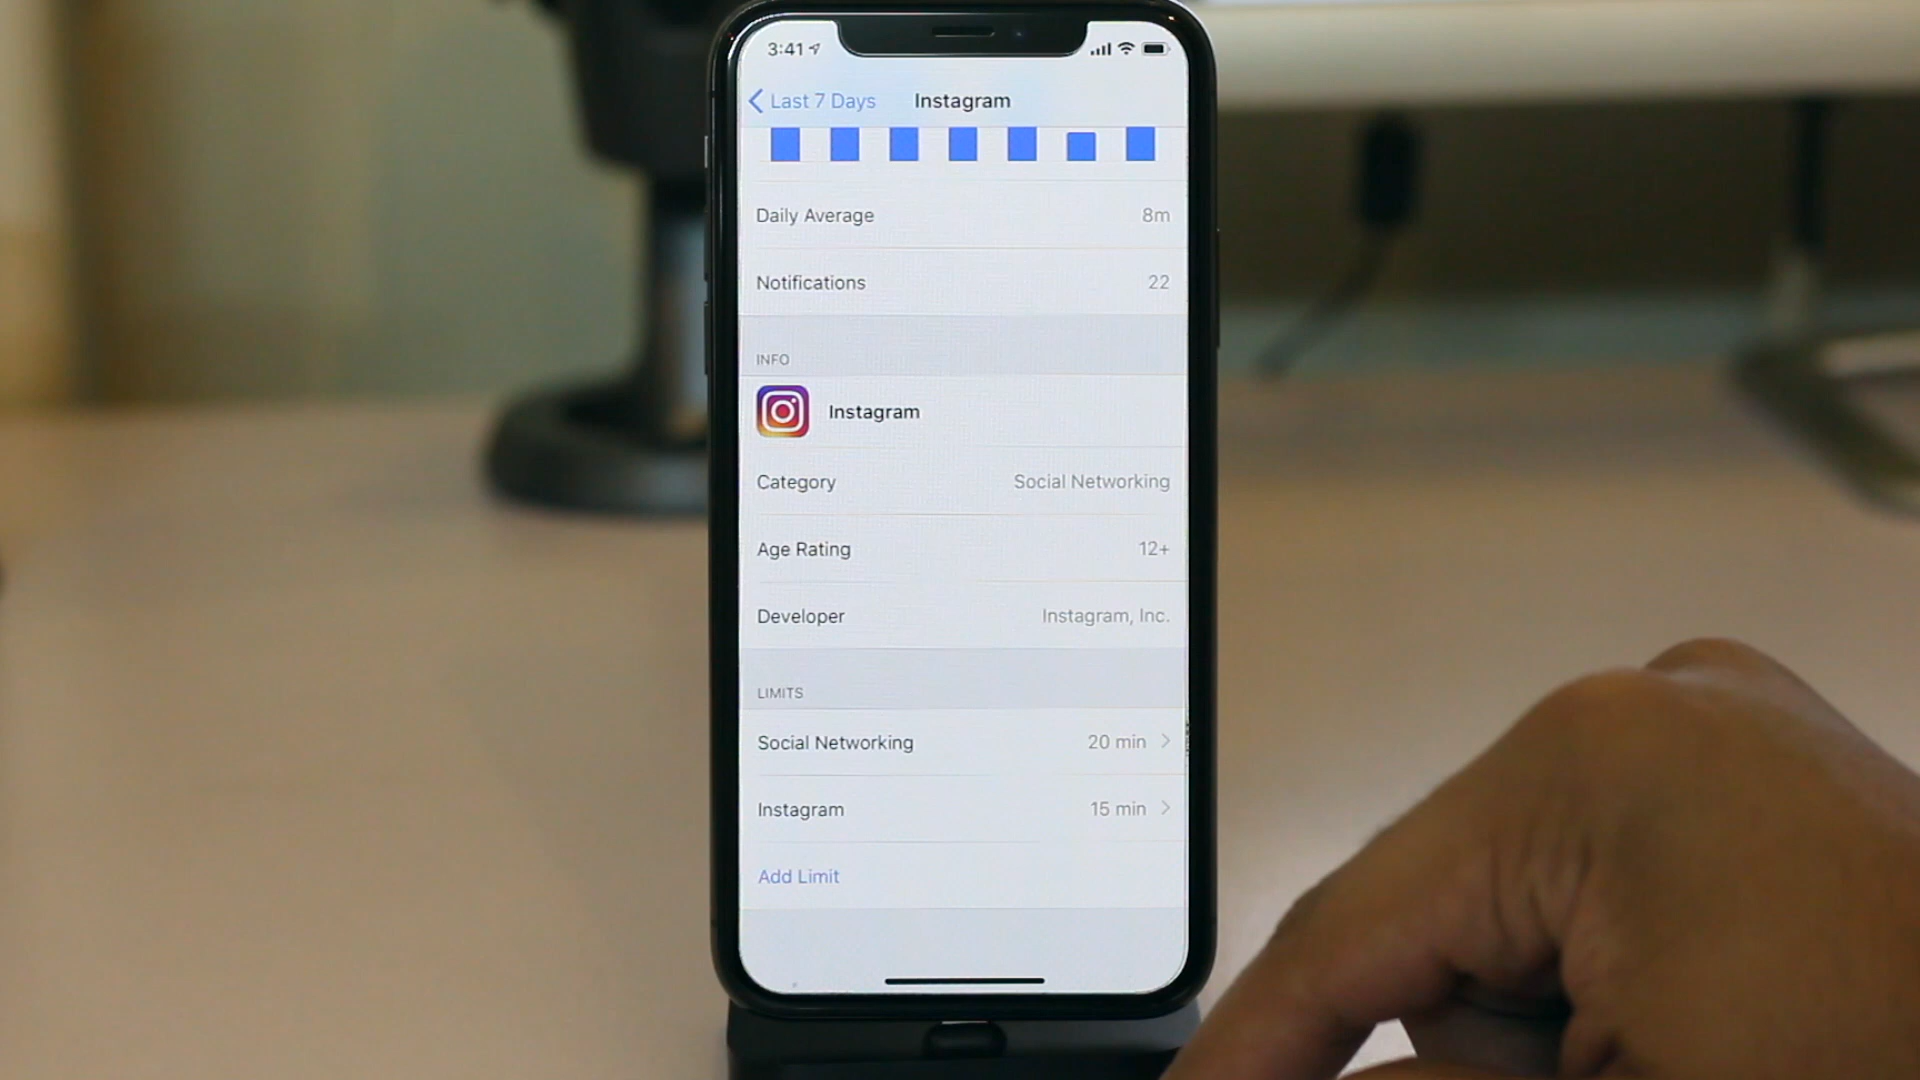 3:41
Last 7 Days Instagram
Daily Average 8m
Notifications 22
INFO
Instagram
Category Social Networking
Age Rating 12+
Developer Instagram, Inc.
LIMITS
Social Networking 20 min
Instagram 15 min
Add Limit